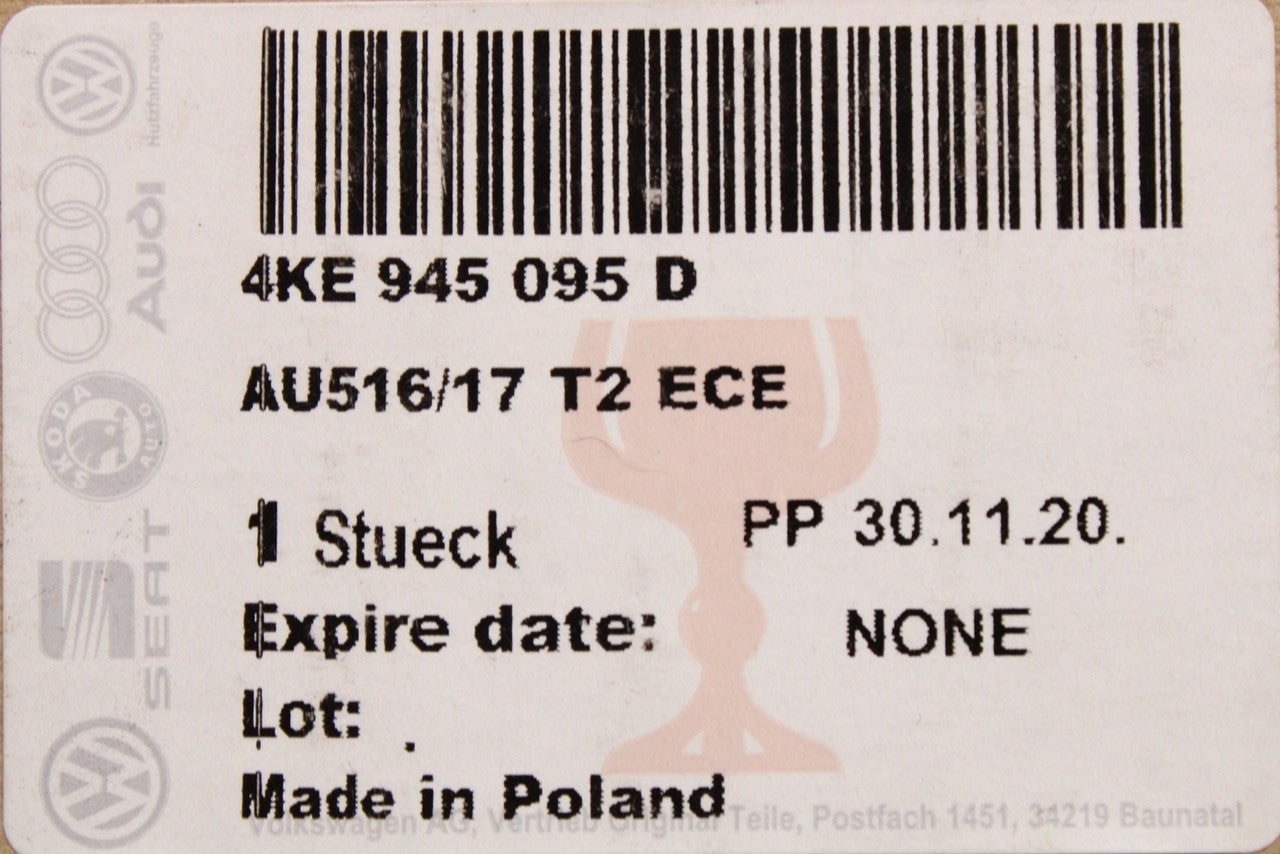 Nutzfahrzeuge
Audi
SKODA
AUTO
SEAT
4KE 945 095 D
AU516/17 T2 ECE
1 Stueck
PP 30.11.20.
Expire date: NONE
Lot: .
Made in Poland
Volkswagen AG, Vertrieb Original Teile, Postfach 1451, 34219 Baunatal